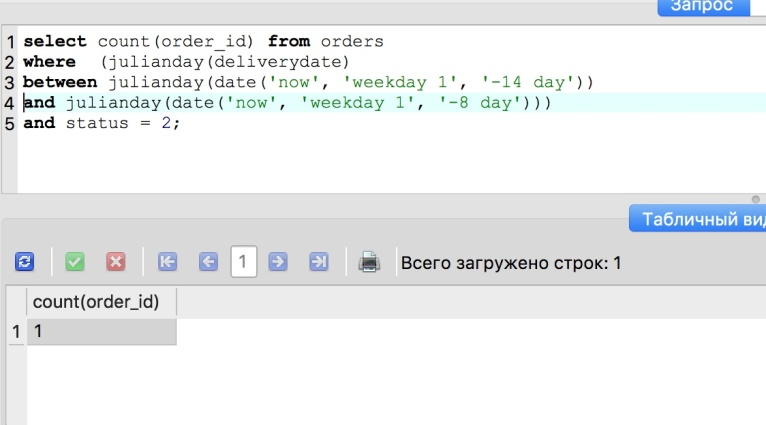 Запрос
1 select count(order_id) from orders
2 where (julianday(deliverydate)
3 between julianday(date('now', 'weekday 1', '-14 day'))
4 and julianday(date('now', 'weekday 1', '-8 day')))
5 and status = 2;
Табличный ви
1 Всего загружено строк: 1
count(order_id)
1 1